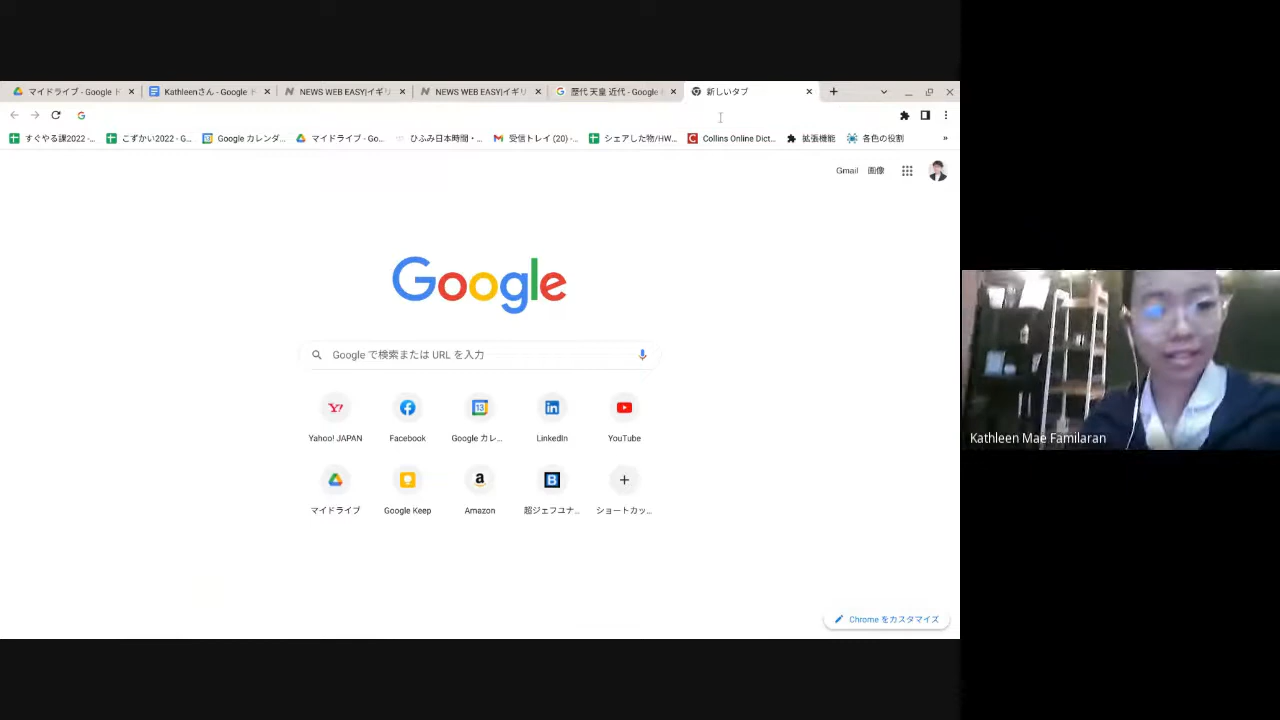 マイドライブ - Google ド
Kathleenさん - Google ド
NEWS WEB EASY|イギリ
NEWS WEB EASY|イギリ
歴代 天皇 近代 - Google
新しいタブ
すぐやる課2022 -...
こずかい2022 - G...
Google カレンダ...
マイドライブ - Go...
ひふみ日本時間・...
受信トレイ (20) -...
シェアした物/HW...
Collins Online Dict...
拡張機能
各色の役割
»
Gmail
画像
Google
Google で検索または URL を入力
Yahoo! JAPAN
Facebook
Google カレ...
LinkedIn
YouTube
マイドライブ
Google Keep
Amazon
超ジェフユナ...
ショートカッ...
Chrome をカスタマイズ
Kathleen Mae Familaran